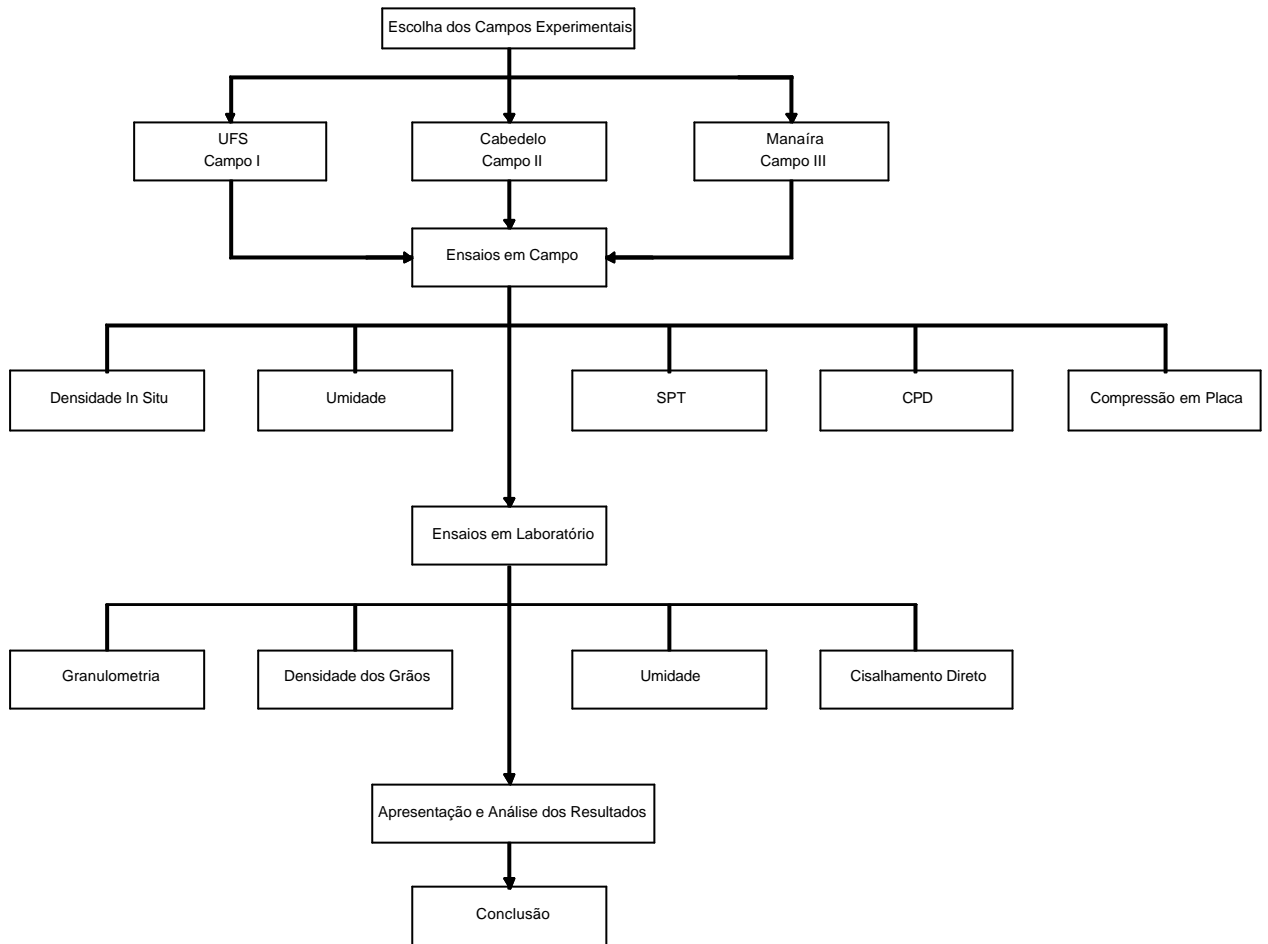 Escolha dos Campos Experimentais
UFS
Campo I
Cabedelo
Campo II
Manaíra
Campo III
Ensaios em Campo
Densidade In Situ
Umidade
SPT
CPD
Compressão em Placa
Ensaios em Laboratório
Granulometria
Densidade dos Grãos
Umidade
Cisalhamento Direto
Apresentação e Análise dos Resultados
Conclusão